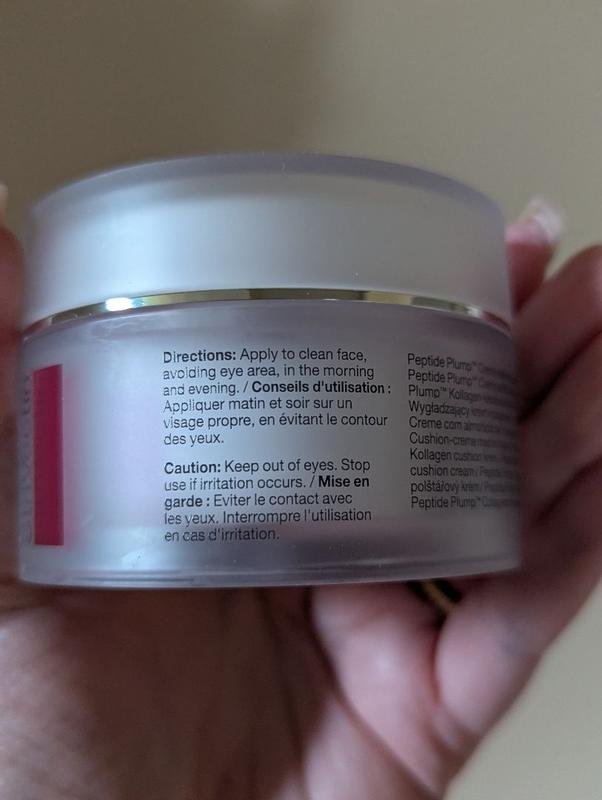 Directions: Apply to clean face,
avoiding eye area, in the morning
and evening. / Conseils d'utilisation :
Appliquer matin et soir sur un
visage propre, en évitant le contour
des yeux.
Caution: Keep out of eyes. Stop
use if irritation occurs. / Mise en
garde : Eviter le contact avec
les yeux. Interrompre l'utilisation
en cas d'irritation.
Peptide Plump™
Peptide Plump™
Plump™ Kollagen
Wygładzający krem
Creme com
Cushion-creme med
Kollagen cushion
cushion cream /
polštářový krém /
Peptide Plump™